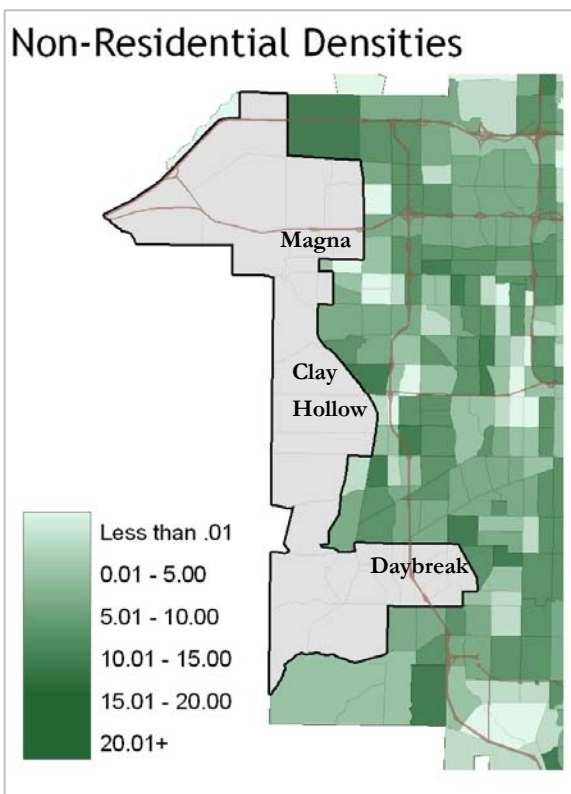 Non-Residential Densities
Magna
Clay
Hollow
Daybreak
Less than .01
0.01 - 5.00
5.01 - 10.00
10.01 - 15.00
15.01 - 20.00
20.01+